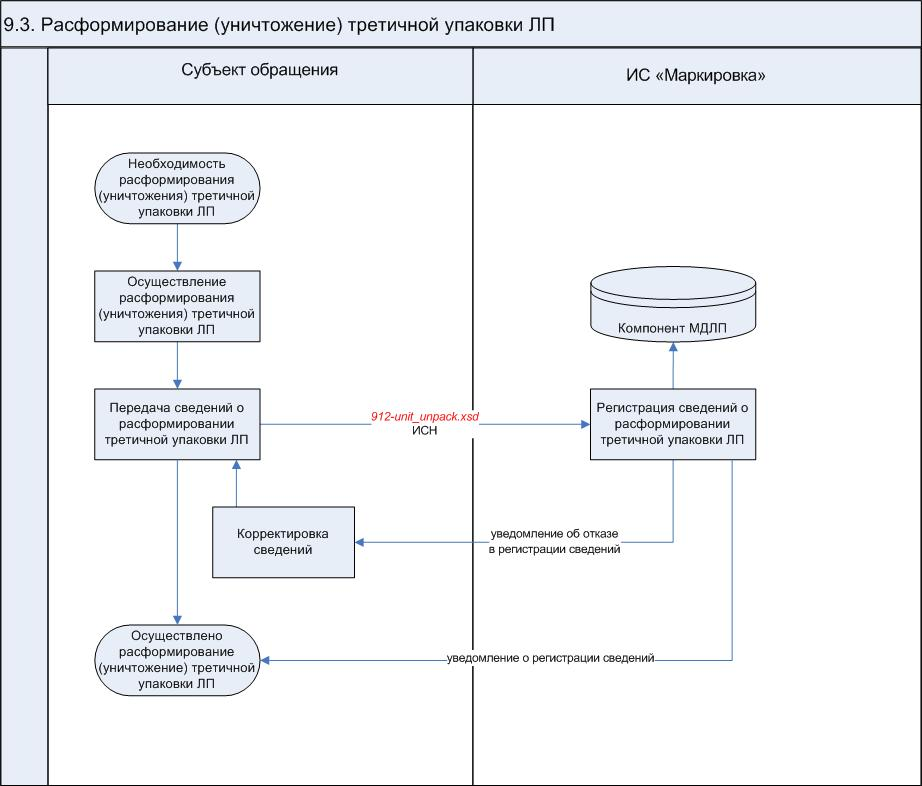 9.3. Расформирование (уничтожение) третичной упаковки ЛП
Субъект обращения
ИС «Маркировка»
Необходимость
расформирования
(уничтожения) третичной
упаковки ЛП
Осуществление
расформирования
(уничтожения) третичной
упаковки ЛП
Компонент МДЛП
Передача сведений о
расформировании
третичной упаковки ЛП
912-unit_unpack.xsd
ИСН
Регистрация сведений о
расформировании
третичной упаковки ЛП
Корректировка
сведений
уведомление об отказе
в регистрации сведений
Осуществлено
расформирование
(уничтожение) третичной
упаковки ЛП
уведомление о регистрации сведений